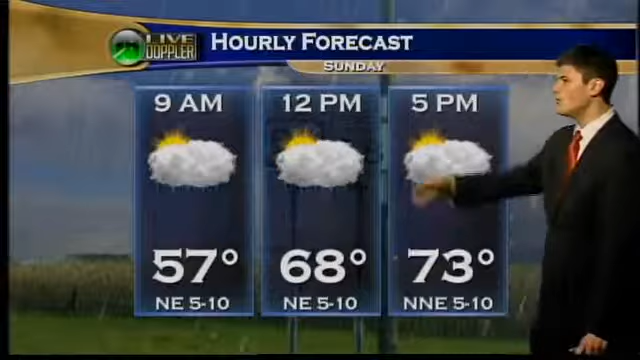 LIVE
DOPPLER
HOURLY FORECAST
SUNDAY
9 AM
12 PM
5 PM
57°
68°
73°
NE 5-10
NE 5-10
NNE 5-10